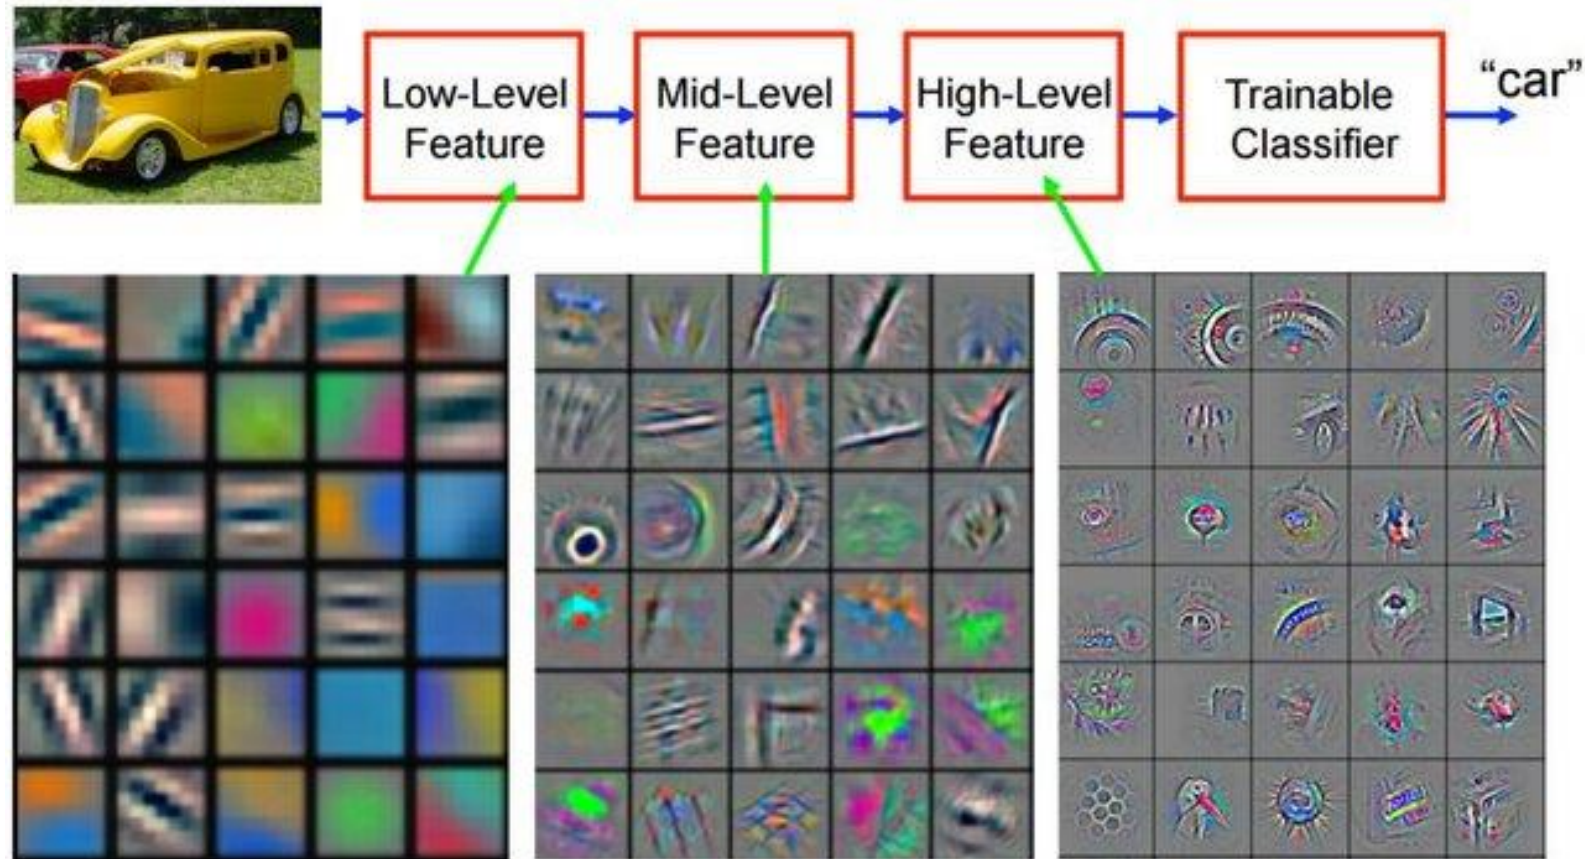 Low-Level
Feature
Mid-Level
Feature
High-Level
Feature
Trainable
Classifier
“car”